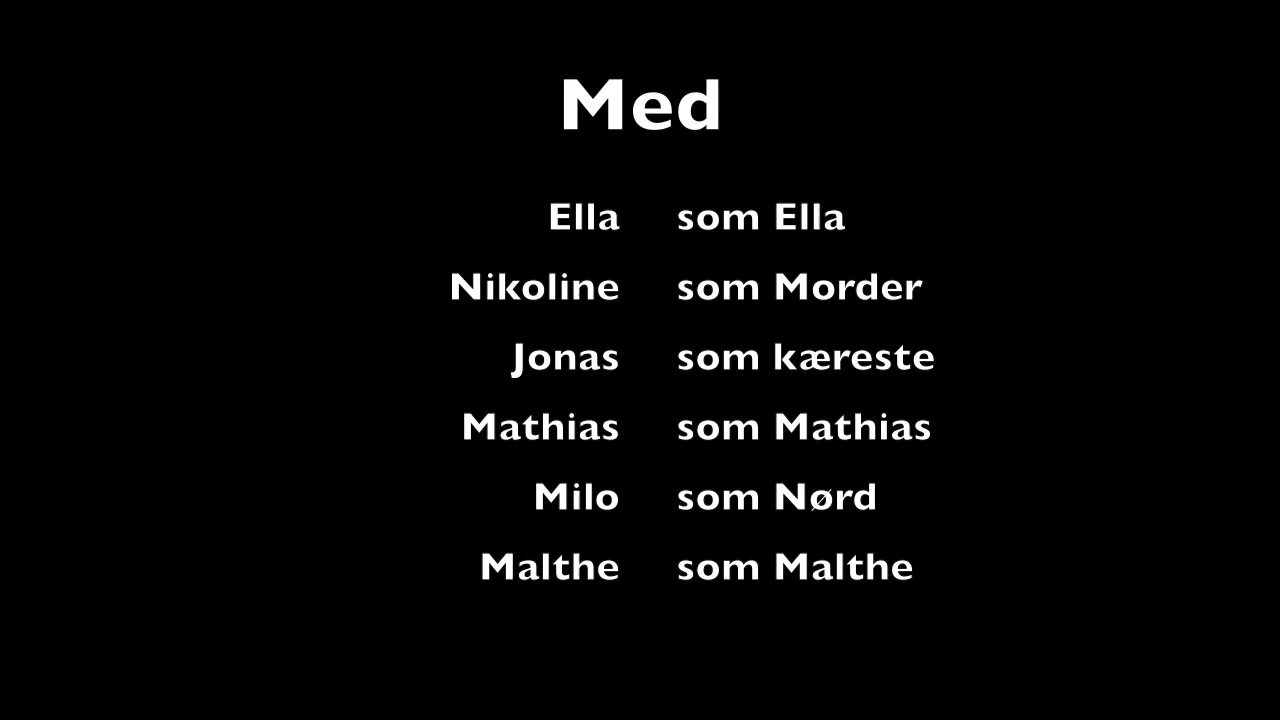 Med
Ella som Ella
Nikoline som Morder
Jonas som kæreste
Mathias som Mathias
Milo som Nørd
Malthe som Malthe